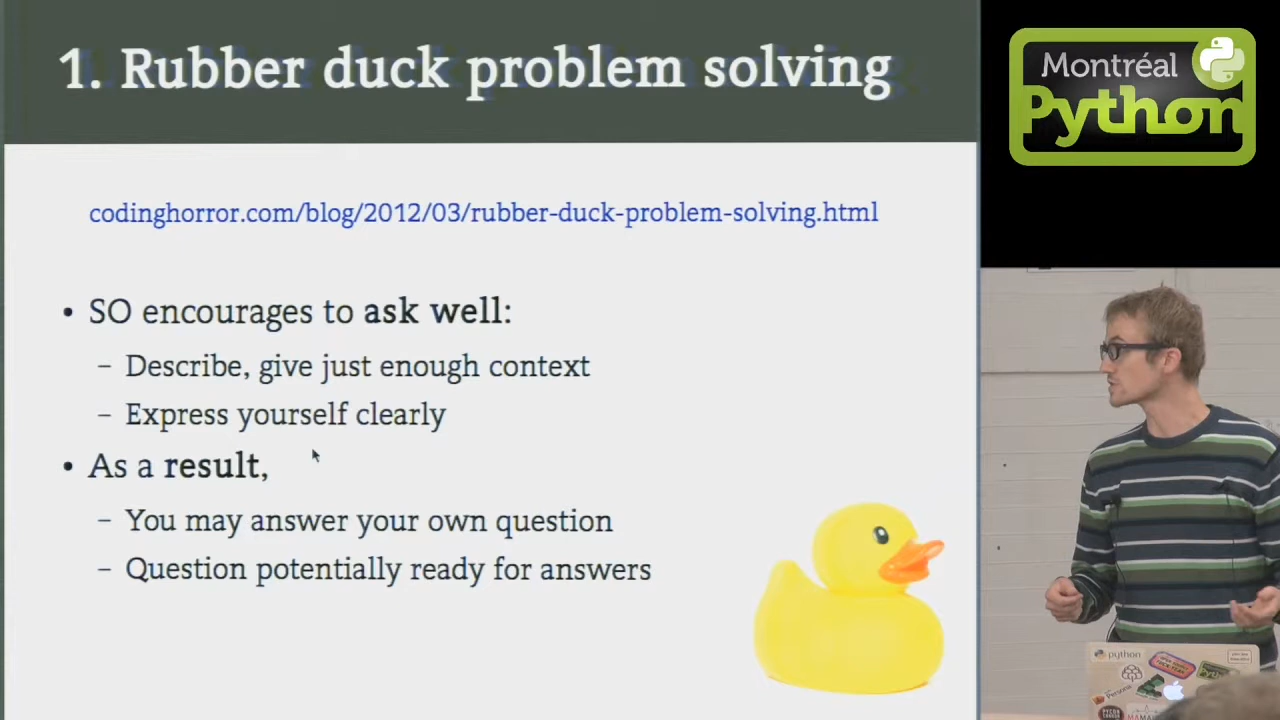 1. Rubber duck problem solving
codinghorror.com/blog/2012/03/rubber-duck-problem-solving.html
• SO encourages to ask well:
– Describe, give just enough context
– Express yourself clearly
• As a result,
– You may answer your own question
– Question potentially ready for answers
Montréal
Python
python